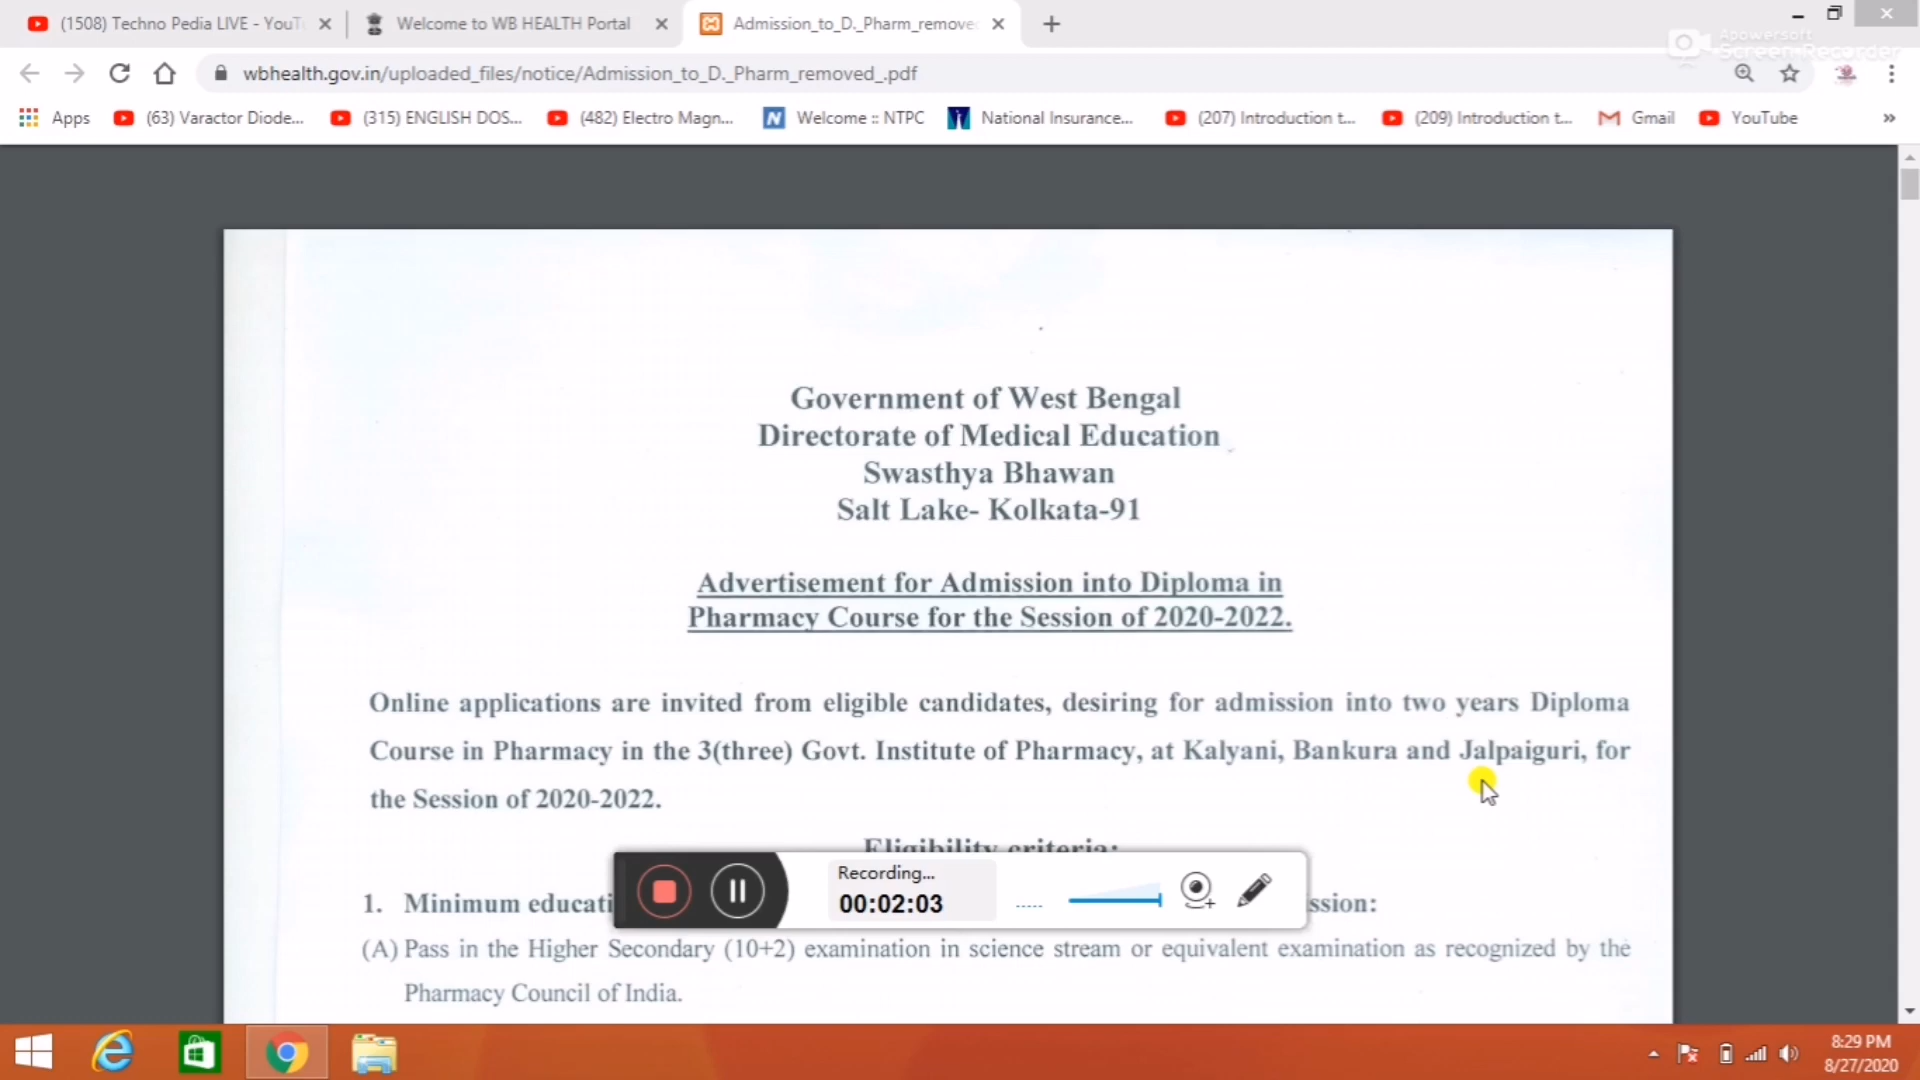 (1508) Techno Pedia LIVE - YouT
Welcome to WB HEALTH Portal
Admission_to_D._Pharm_remove
Apowersoft
Screen Recorder
wbhealth.gov.in/uploaded_files/notice/Admission_to_D._Pharm_removed_.pdf
Apps
(63) Varactor Diode...
(315) ENGLISH DOS...
(482) Electro Magn...
Welcome :: NTPC
National Insurance...
(207) Introduction t...
(209) Introduction t...
Gmail
YouTube
»
Government of West Bengal
Directorate of Medical Education
Swasthya Bhawan
Salt Lake- Kolkata-91
Advertisement for Admission into Diploma in
Pharmacy Course for the Session of 2020-2022.
Online applications are invited from eligible candidates, desiring for admission into two years Diploma
Course in Pharmacy in the 3(three) Govt. Institute of Pharmacy, at Kalyani, Bankura and Jalpaiguri, for
the Session of 2020-2022.
Eligibility criteria:
Recording...
00:02:03
1. Minimum educati ssion:
(A) Pass in the Higher Secondary (10+2) examination in science stream or equivalent examination as recognized by the
Pharmacy Council of India.
8:29 PM
8/27/2020